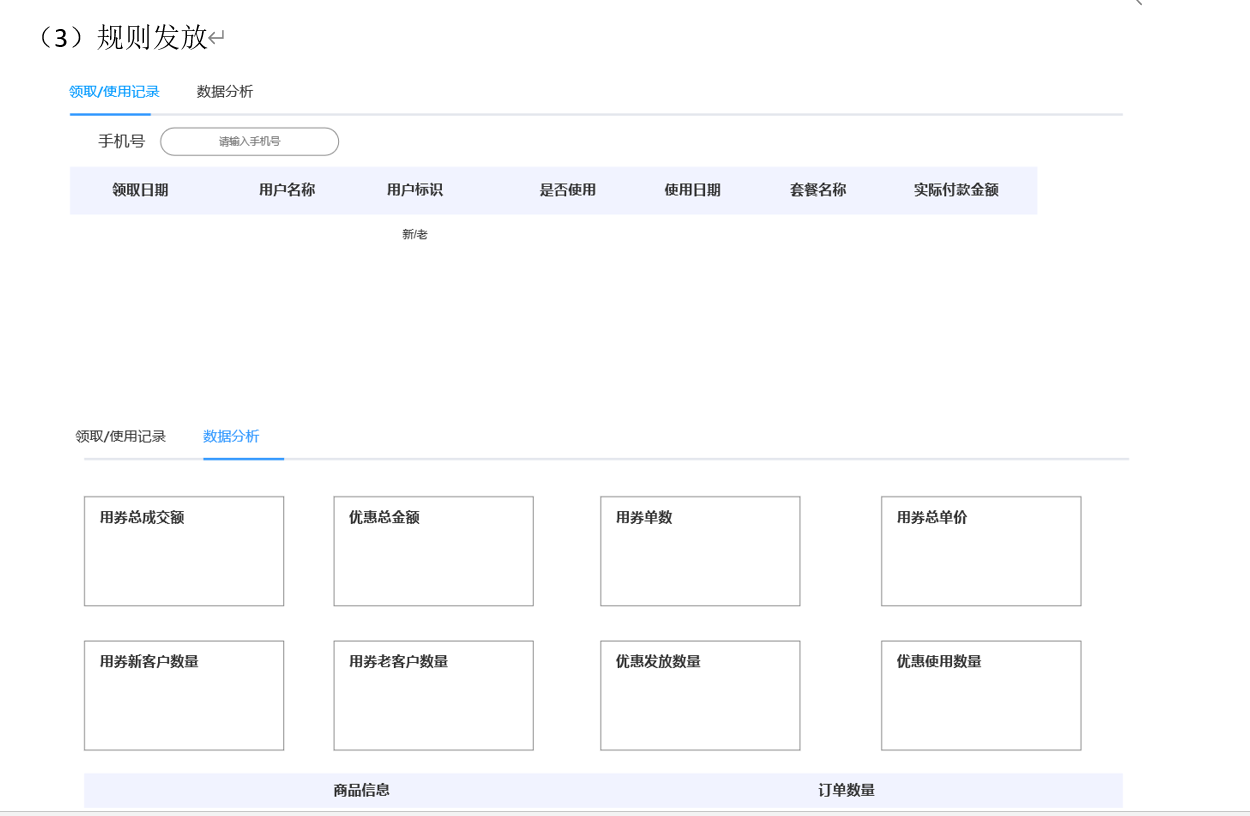 （3）规则发放↵
领取/使用记录 数据分析
手机号 请输入手机号
领取日期 用户名称 用户标识 是否使用 使用日期 套餐名称 实际付款金额
新/老
领取/使用记录 数据分析
用券总成交额 优惠总金额 用券单数 用券总单价
用券新客户数量 用券老客户数量 优惠发放数量 优惠使用数量
商品信息 订单数量